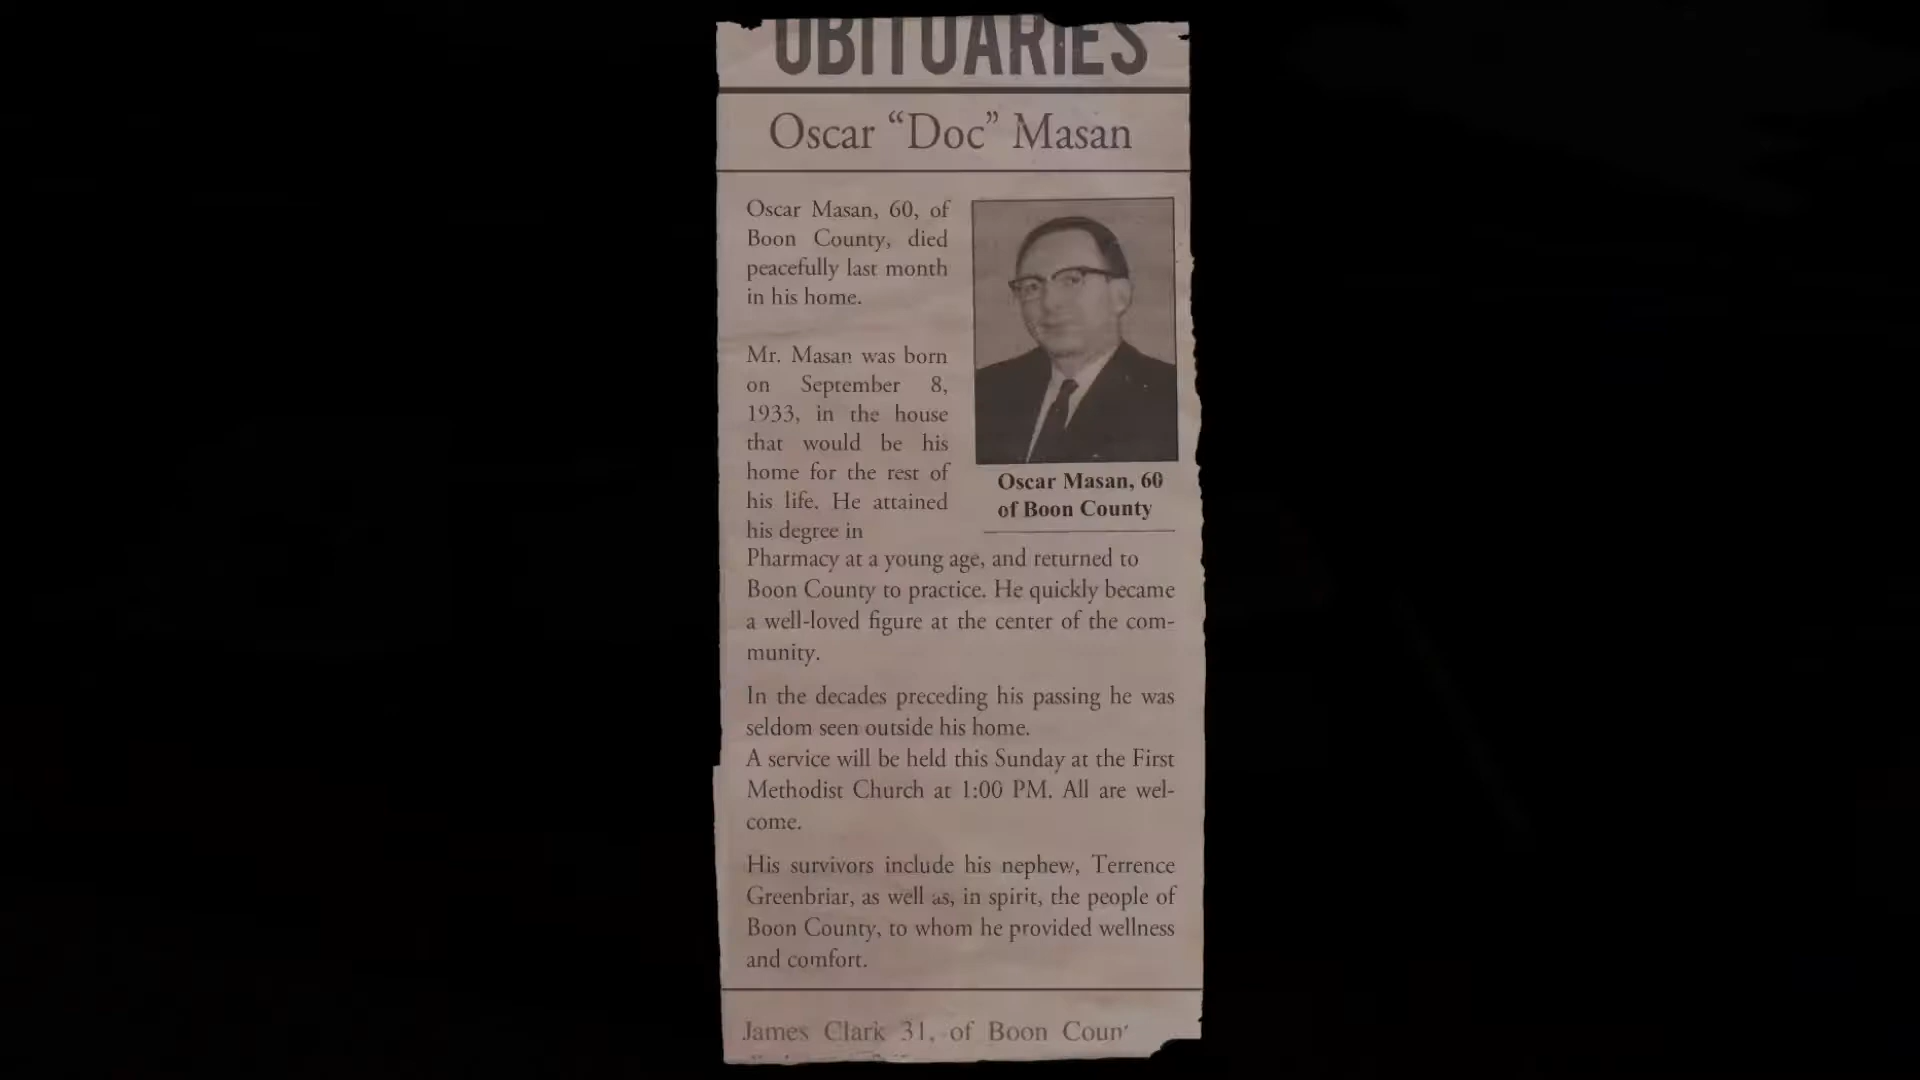 OBITUARIES
Oscar “Doc” Masan
Oscar Masan, 60, of
Boon County, died
peacefully last month
in his home.
Mr. Masan was born
on September 8,
1933, in the house
that would be his
home for the rest of
his life. He attained
his degree in
Oscar Masan, 60
of Boon County
Pharmacy at a young age, and returned to
Boon County to practice. He quickly became
a well-loved figure at the center of the com-
munity.
In the decades preceding his passing he was
seldom seen outside his home.
A service will be held this Sunday at the First
Methodist Church at 1:00 PM. All are wel-
come.
His survivors include his nephew, Terrence
Greenbriar, as well as, in spirit, the people of
Boon County, to whom he provided wellness
and comfort.
James Clark 31, of Boon Coun